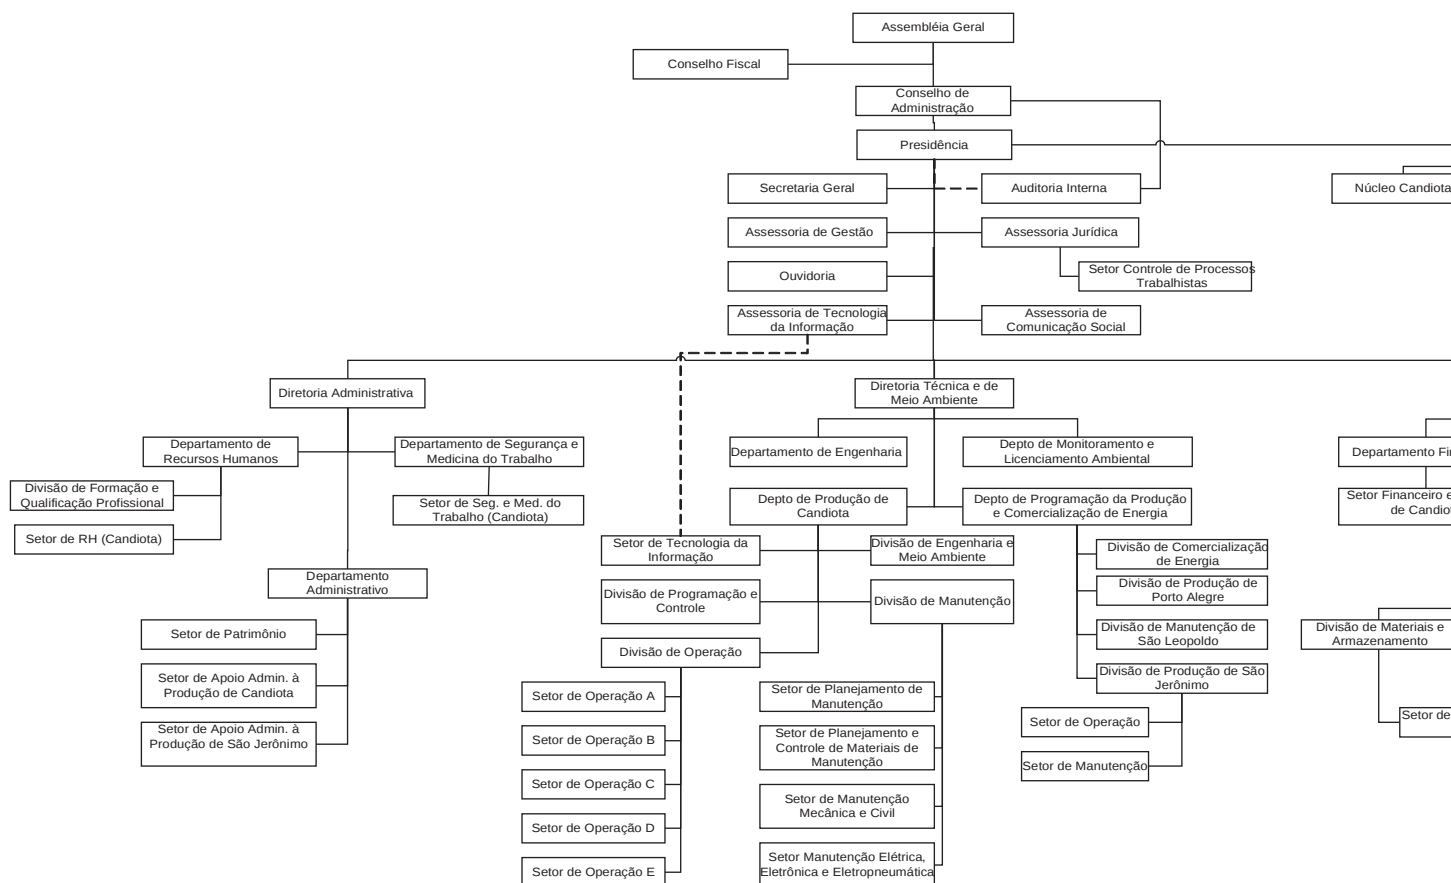 Assembléia Geral
Conselho Fiscal
Conselho de
Administração
Presidência
Secretaria Geral
Auditoria Interna
Núcleo Candiota
Assessoria de Gestão
Assessoria Jurídica
Ouvidoria
Setor Controle de Processos
Trabalhistas
Assessoria de Tecnologia
da Informação
Assessoria de
Comunicação Social
Diretoria Administrativa
Diretoria Técnica e de
Meio Ambiente
Departamento de
Recursos Humanos
Departamento de Segurança e
Medicina do Trabalho
Departamento de Engenharia
Depto de Monitoramento e
Licenciamento Ambiental
Departamento Fin
Divisão de Formação e
Qualificação Profissional
Setor de Seg. e Med. do
Trabalho (Candiota)
Depto de Produção de
Candiota
Depto de Programação da Produção
e Comercialização de Energia
Setor Financeiro e
de Candiot
Setor de RH (Candiota)
Setor de Tecnologia da
Informação
Divisão de Engenharia e
Meio Ambiente
Divisão de Comercialização
de Energia
Departamento
Administrativo
Divisão de Programação e
Controle
Divisão de Manutenção
Divisão de Produção de
Porto Alegre
Setor de Patrimônio
Divisão de Operação
Divisão de Manutenção de
São Leopoldo
Divisão de Materiais e
Armazenamento
Setor de Apoio Admin. à
Produção de Candiota
Setor de Operação A
Setor de Planejamento de
Manutenção
Divisão de Produção de São
Jerônimo
Setor de Apoio Admin. à
Produção de São Jerônimo
Setor de Operação B
Setor de Planejamento e
Controle de Materiais de
Manutenção
Setor de Operação
Setor de
Setor de Manutenção
Setor de Operação C
Setor de Manutenção
Mecânica e Civil
Setor de Operação D
Setor de Operação E
Setor Manutenção Elétrica,
Eletrônica e Eletropneumática